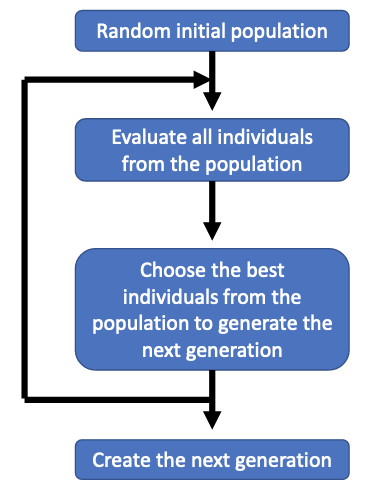 Random initial population
Evaluate all individuals
from the population
Choose the best
individuals from the
population to generate the
next generation
Create the next generation